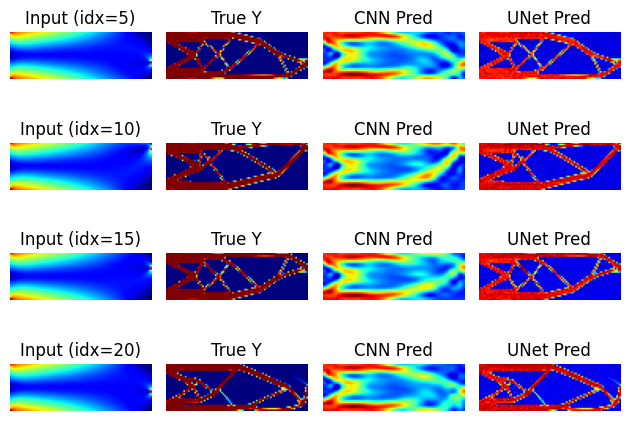 Input (idx=5) True Y CNN Pred UNet Pred
Input (idx=10) True Y CNN Pred UNet Pred
Input (idx=15) True Y CNN Pred UNet Pred
Input (idx=20) True Y CNN Pred UNet Pred